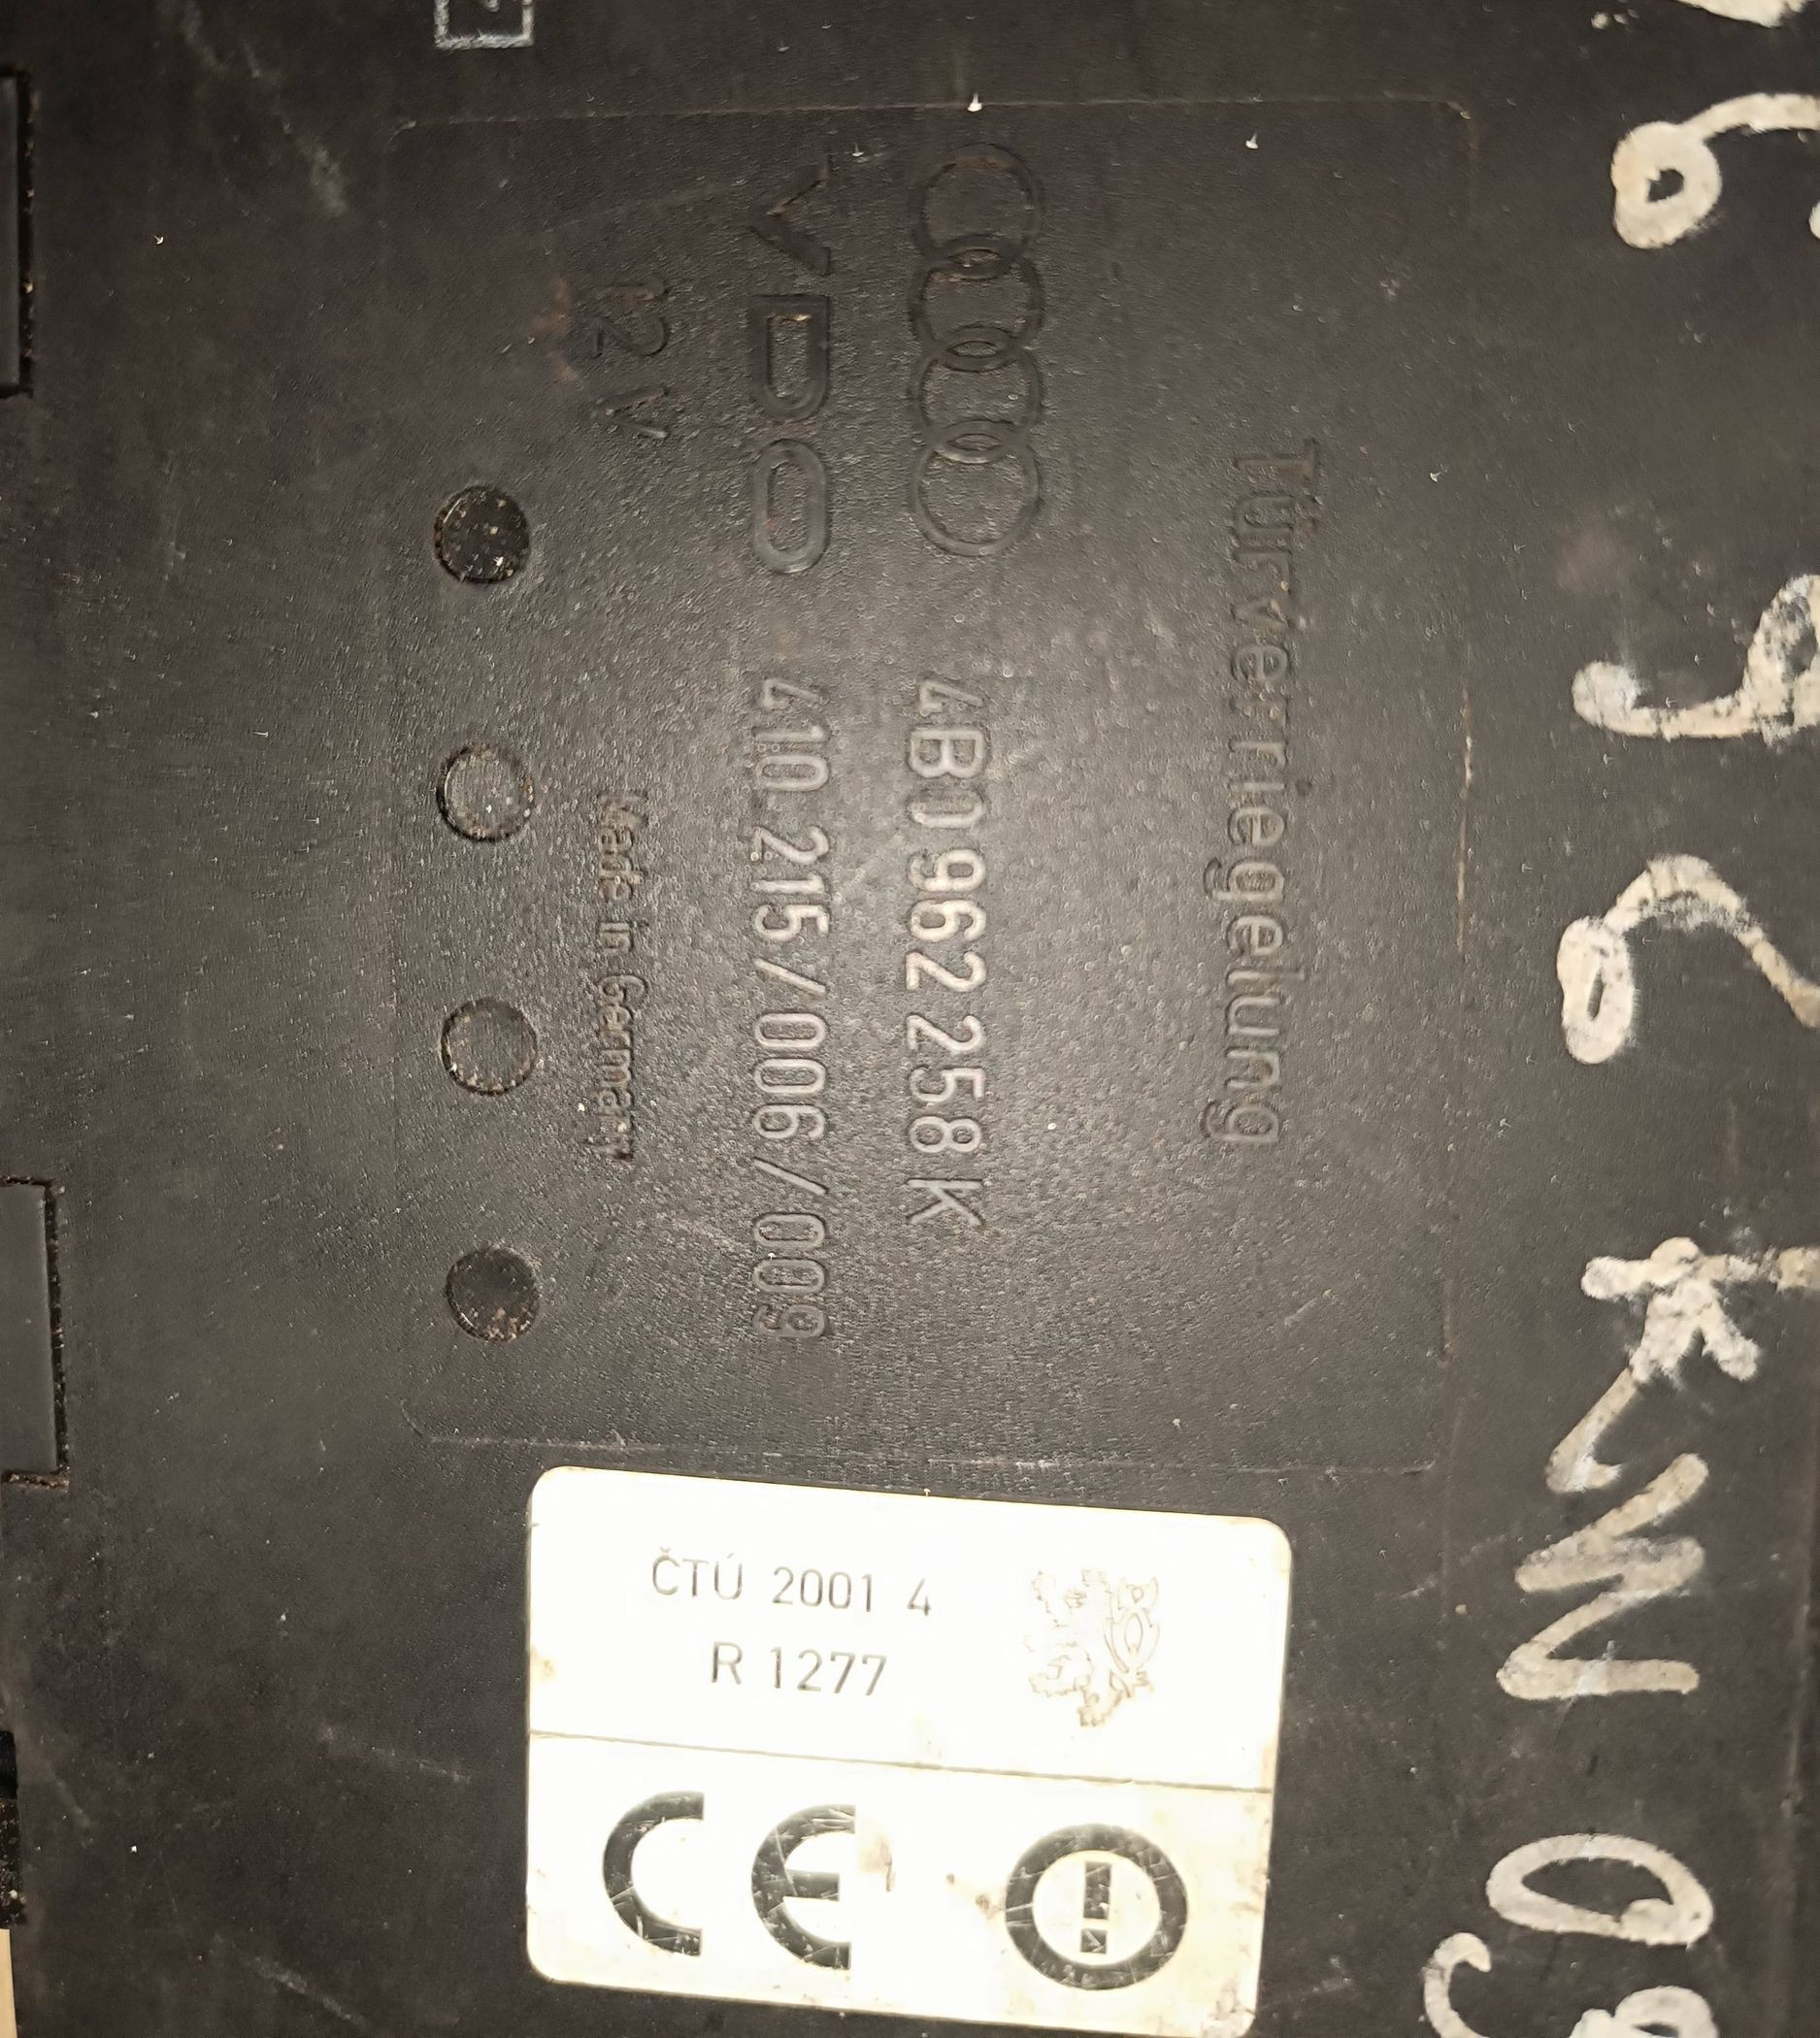 Türverriegelung
4B0 962 258 K
VDO 410.215/006/009
12V
Made in Germany
ČTÚ 2001 4
R 1277
CE